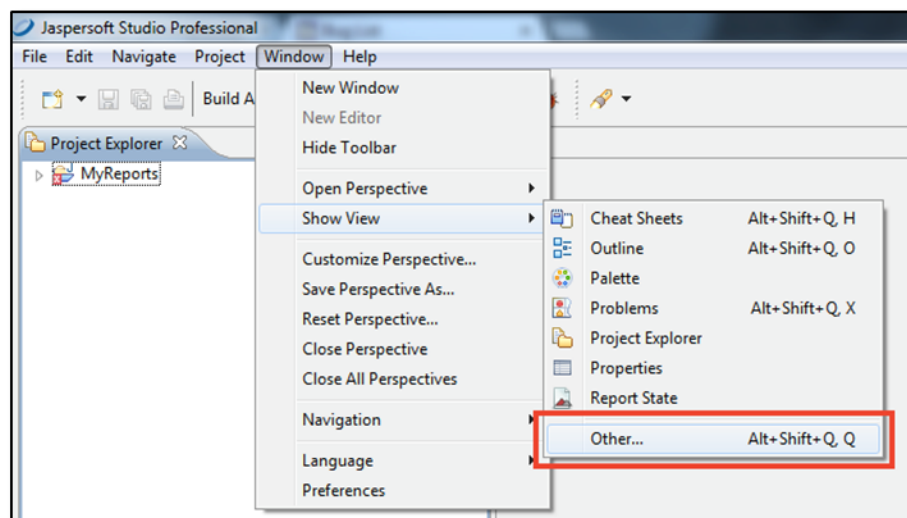 Jaspersoft Studio Professional
File Edit Navigate Project Window Help
Build A
Project Explorer
MyReports
New Window
New Editor
Hide Toolbar
Open Perspective
Show View
Customize Perspective...
Save Perspective As...
Reset Perspective...
Close Perspective
Close All Perspectives
Navigation
Language
Preferences
Cheat Sheets Alt+Shift+Q, H
Outline Alt+Shift+Q, O
Palette
Problems Alt+Shift+Q, X
Project Explorer
Properties
Report State
Other... Alt+Shift+Q, Q